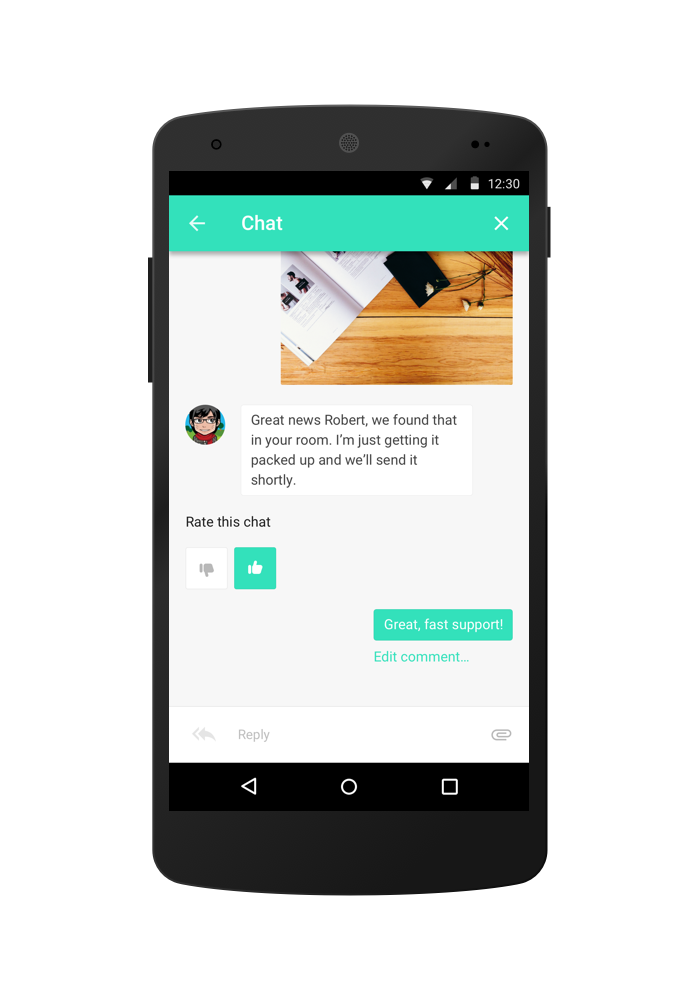 12:30
Chat
Great news Robert, we found that
in your room. I’m just getting it
packed up and we’ll send it
shortly.
Rate this chat
Great, fast support!
Edit comment…
Reply